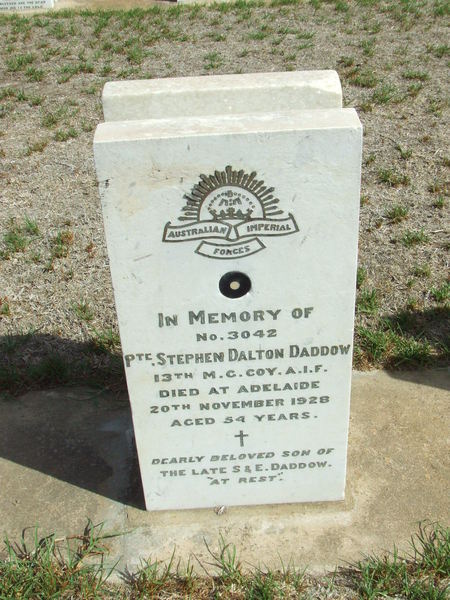 AUSTRALIAN IMPERIAL
FORCES
IN MEMORY OF
NO. 3042
PTE. STEPHEN DALTON DADDOW
13TH M.G. COY. A.I.F.
DIED AT ADELAIDE
20TH NOVEMBER 1928
AGED 54 YEARS.
DEARLY BELOVED SON OF
THE LATE S & E. DADDOW.
"AT REST"